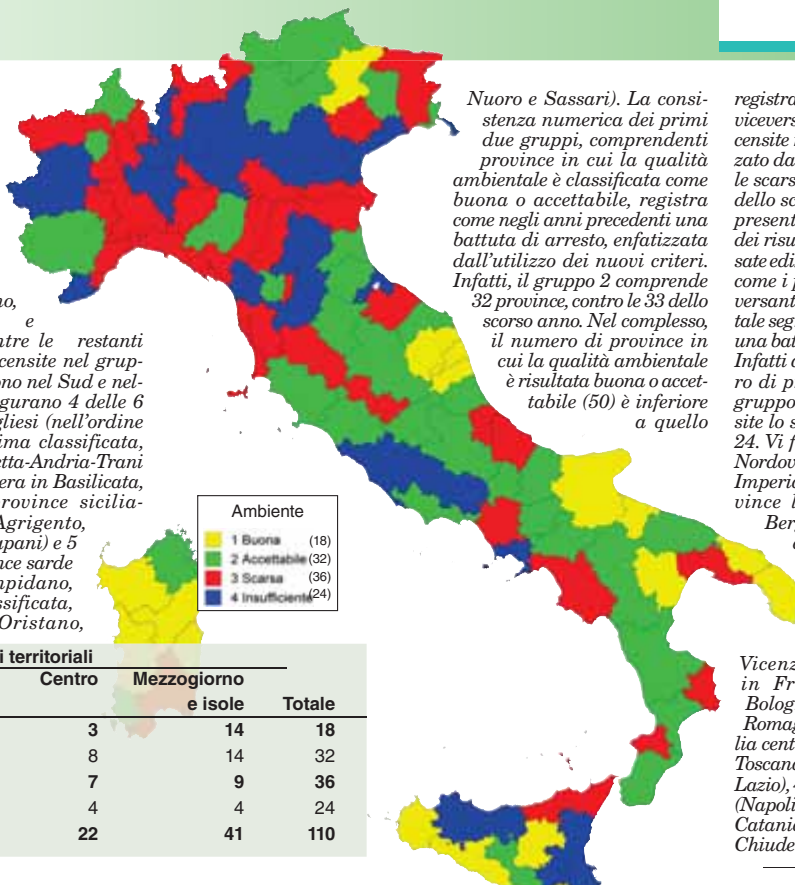 no,
e
ntre le restanti
censite nel grup-
ono nel Sud e nel-
gurano 4 delle 6
gliesi (nell'ordine
ima classificata,
etta-Andria-Trani
era in Basilicata,
rovince sicilia-
Agrigento,
apani) e 5
nce sarde
mpidano,
ssificata,
Oristano,
Nuoro e Sassari). La consi-
stenza numerica dei primi
due gruppi, comprendenti
province in cui la qualità
ambientale è classificata come
buona o accettabile, registra
come negli anni precedenti una
battuta di arresto, enfatizzata
dall'utilizzo dei nuovi criteri.
Infatti, il gruppo 2 comprende
32 province, contro le 33 dello
scorso anno. Nel complesso,
il numero di province in
cui la qualità ambientale
è risultata buona o accet-
tabile (50) è inferiore
a quello
registra
vicevers
censite
zato da
le scars
dello sc
present
dei risu
sate edi
come i
versant
tale seg
una bat
Infatti
ro di p
gruppo
site lo s
24. Vi f
Nordov
Imperia
vince l
Ber
Vicenz
in Fr
Bolog
Romag
lia cent
Toscan
Lazio), 4
(Napoli
Catania
Chiude
Ambiente
1 Buona (18)
2 Accettabile (32)
3 Scarsa (36)
4 Insufficiente (24)
i territoriali
Centro Mezzogiorno
e isole Totale
3 14 18
8 14 32
7 9 36
4 4 24
22 41 110